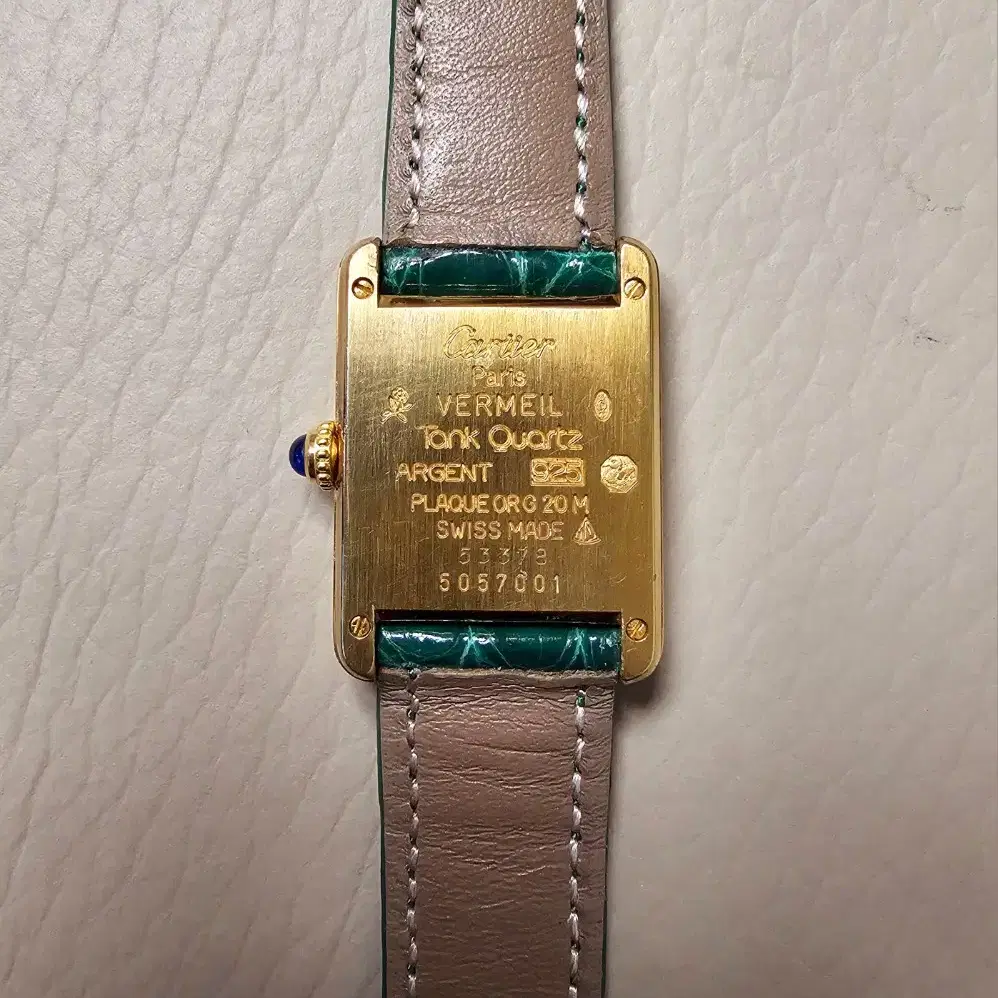 Cartier
Paris
VERMEIL
Tank Quartz
ARGENT 925
PLAQUE OR G 20 M
SWISS MADE
53378
5057001